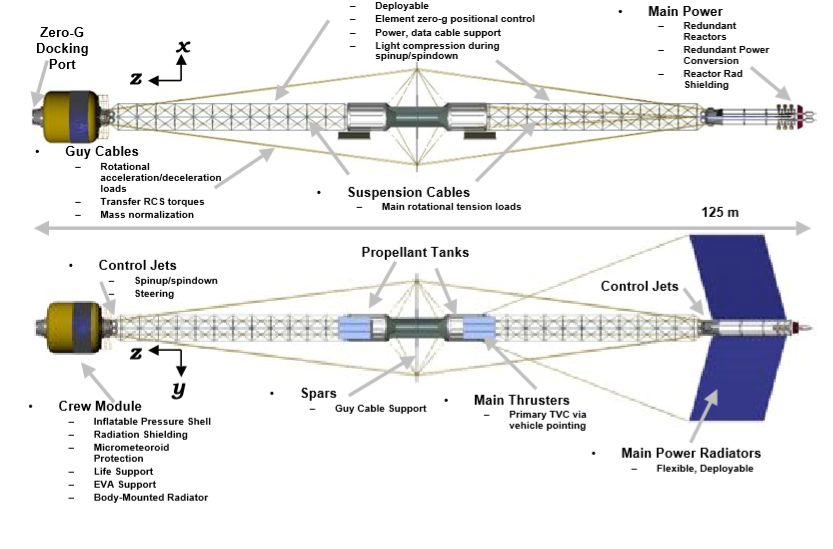 – Deployable
– Element zero-g positional control
– Power, data cable support
– Light compression during
spinup/spindown
• Main Power
– Redundant
Reactors
– Redundant Power
Conversion
– Reactor Rad
Shielding
Zero-G
Docking
Port
x
z
• Guy Cables
– Rotational
acceleration/deceleration
loads
– Transfer RCS torques
– Mass normalization
• Suspension Cables
– Main rotational tension loads
125 m
• Control Jets
– Spinup/spindown
– Steering
Propellant Tanks
Control Jets
z
y
• Crew Module
– Inflatable Pressure Shell
– Radiation Shielding
– Micrometeoroid
Protection
– Life Support
– EVA Support
– Body-Mounted Radiator
• Spars
– Guy Cable Support
• Main Thrusters
– Primary TVC via
vehicle pointing
• Main Power Radiators
– Flexible, Deployable